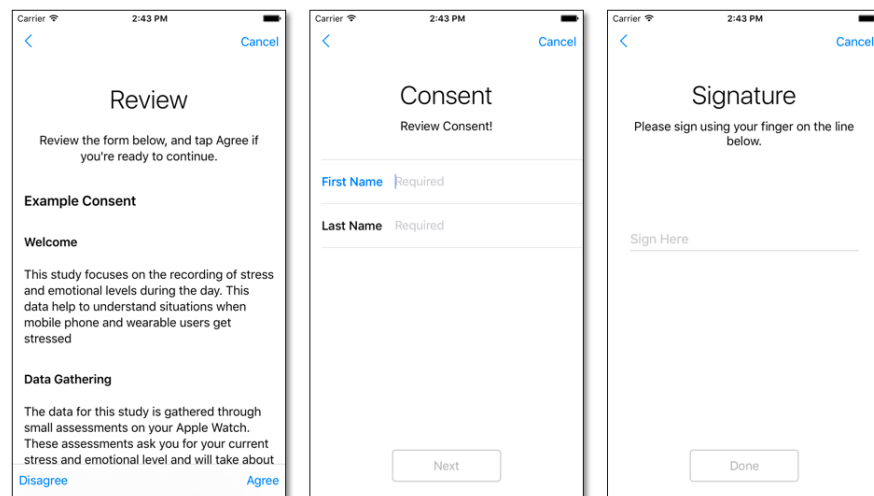 Carrier 2:43 PM
Cancel
Review
Review the form below, and tap Agree if
you're ready to continue.
Example Consent
Welcome
This study focuses on the recording of stress
and emotional levels during the day. This
data help to understand situations when
mobile phone and wearable users get
stressed
Data Gathering
The data for this study is gathered through
small assessments on your Apple Watch.
These assessments ask you for your current
stress and emotional level and will take about
Disagree Agree
Carrier 2:43 PM
Cancel
Consent
Review Consent!
First Name Required
Last Name Required
Next
Carrier 2:43 PM
Cancel
Signature
Please sign using your finger on the line
below.
Sign Here
Done